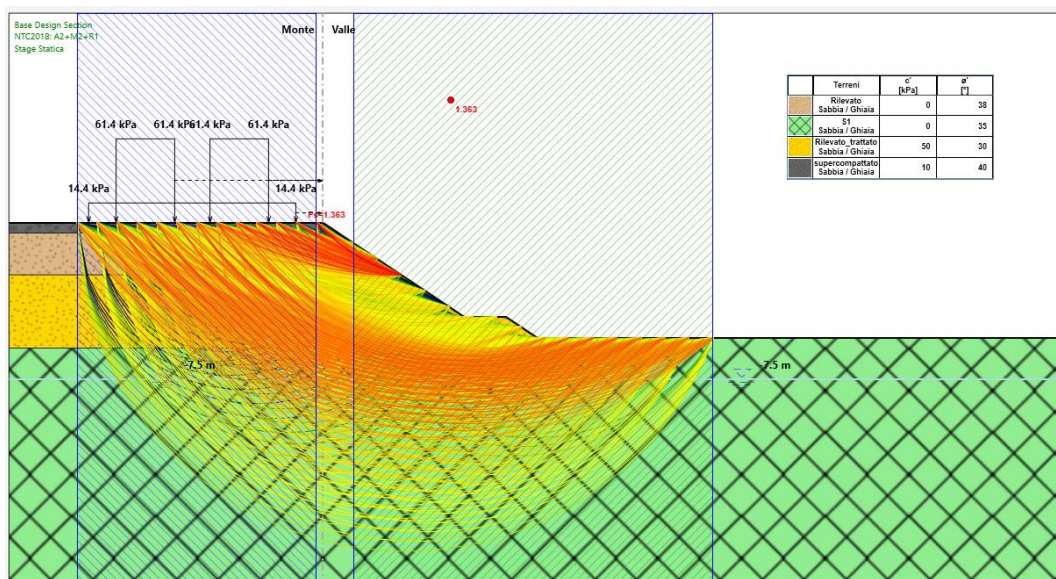 Base Design Section
NTC2018: A2+M2+R1
Stage Statica
Monte
Valle
1.363
61.4 kPa
61.4 kPa
61.4 kPa
61.4 kPa
14.4 kPa
14.4 kPa
Fs=1.363
-7.5 m
-7.5 m
Terreni c' [kPa] ø' [°]
Rilevato
Sabbia / Ghiaia 0 38
S1
Sabbia / Ghiaia 0 35
Rilevato_trattato
Sabbia / Ghiaia 50 30
supercompattato
Sabbia / Ghiaia 10 40